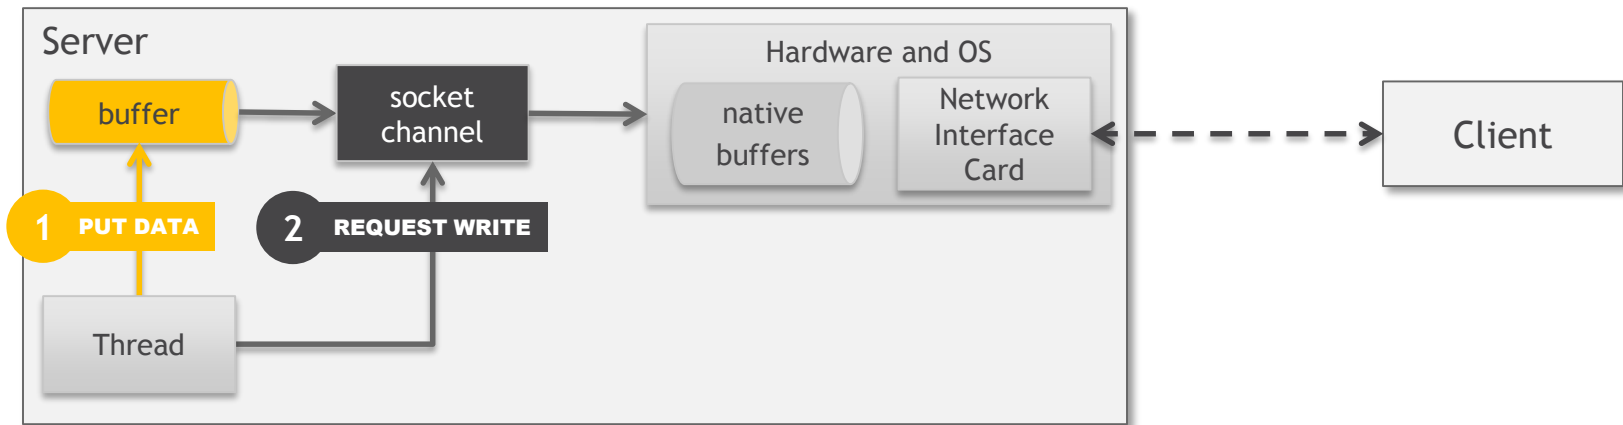 Server
Hardware and OS
buffer
socket
channel
native
buffers
Network
Interface
Card
Client
1 PUT DATA
2 REQUEST WRITE
Thread